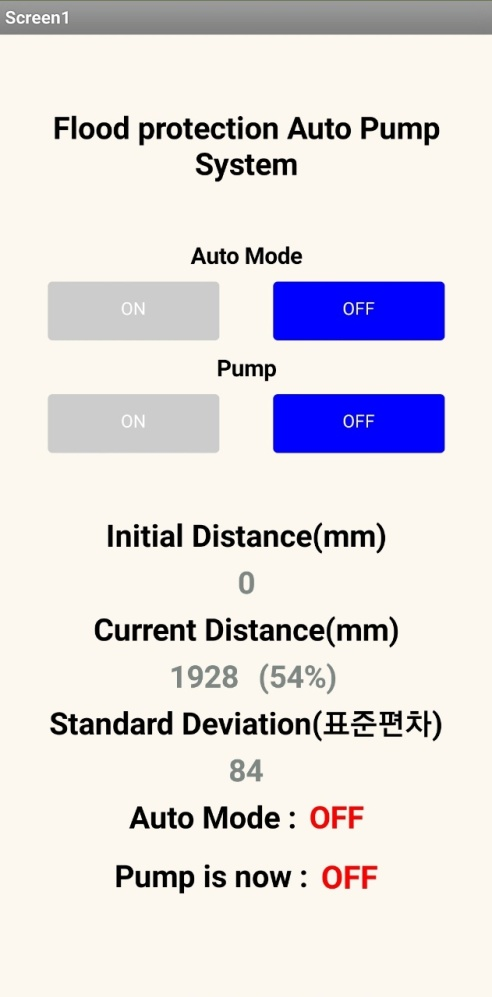 Screen1
Flood protection Auto Pump
System
Auto Mode
ON OFF
Pump
ON OFF
Initial Distance(mm)
0
Current Distance(mm)
1928 (54%)
Standard Deviation(표준편차)
84
Auto Mode : OFF
Pump is now : OFF